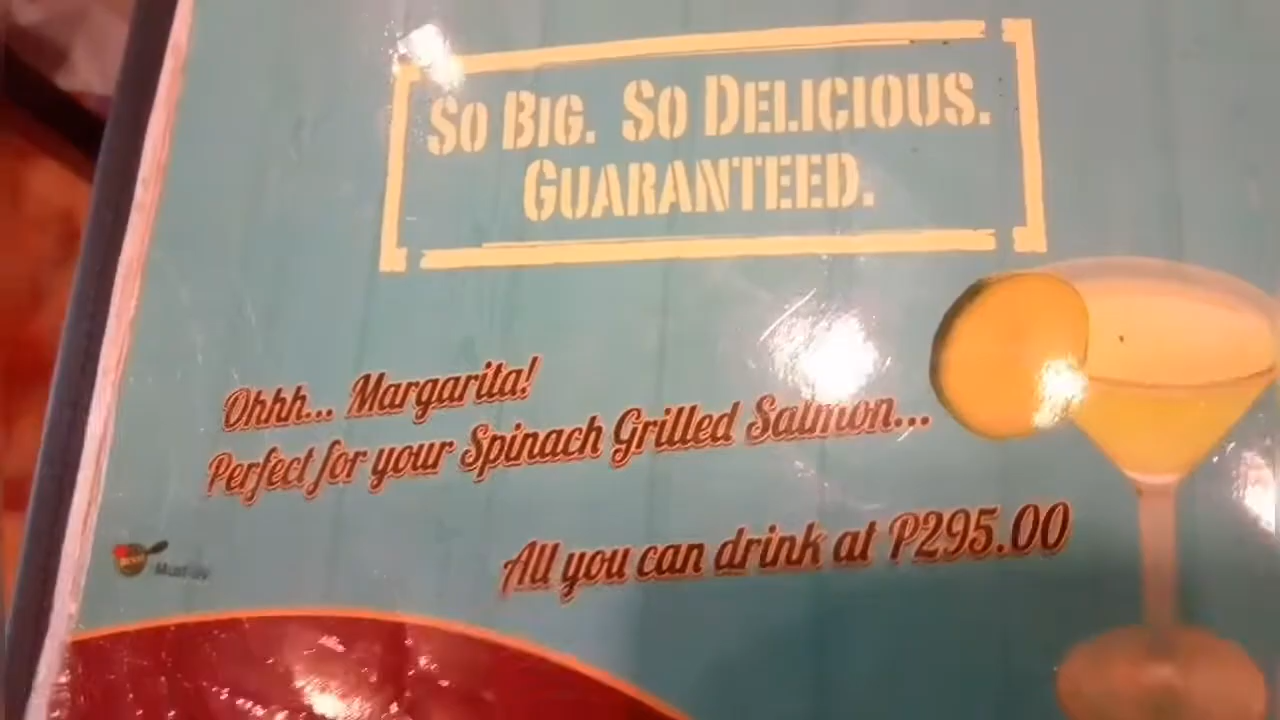 So Big. So Delicious.
Guaranteed.
Ohhh... Margarita!
Perfect for your Spinach Grilled Salmon...
All you can drink at P295.00